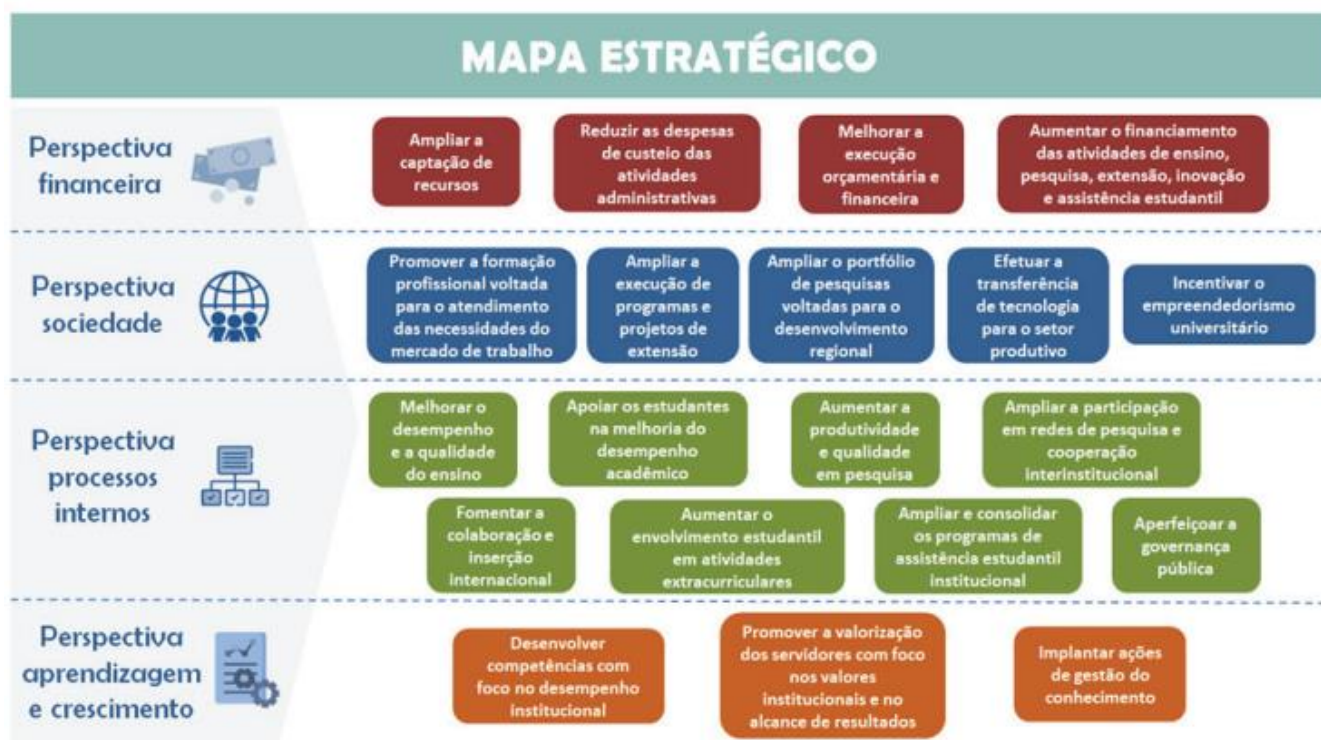 MAPA ESTRATÉGICO
Perspectiva
financeira
Ampliar a
captação de
recursos
Reduzir as despesas
de custeio das
atividades
administrativas
Melhorar a
execução
orçamentária e
financeira
Aumentar o financiamento
das atividades de ensino,
pesquisa, extensão, inovação
e assistência estudantil
Perspectiva
sociedade
Promover a formação
profissional voltada
para o atendimento
das necessidades do
mercado de trabalho
Ampliar a
execução de
programas e
projetos de
extensão
Ampliar o portfólio
de pesquisas
voltadas para o
desenvolvimento
regional
Efetuar a
transferência
de tecnologia
para o setor
produtivo
Incentivar o
empreendedorismo
universitário
Perspectiva
processos
internos
Melhorar o
desempenho
e a qualidade
do ensino
Apoiar os estudantes
na melhoria do
desempenho
acadêmico
Aumentar a
produtividade
e qualidade
em pesquisa
Ampliar a participação
em redes de pesquisa e
cooperação
interinstitucional
Fomentar a
colaboração e
inserção
internacional
Aumentar o
envolvimento estudantil
em atividades
extracurriculares
Ampliar e consolidar
os programas de
assistência estudantil
institucional
Aperfeiçoar a
governança
pública
Perspectiva
aprendizagem
e crescimento
Desenvolver
competências com
foco no desempenho
institucional
Promover a valorização
dos servidores com foco
nos valores
institucionais e no
alcance de resultados
Implantar ações
de gestão do
conhecimento